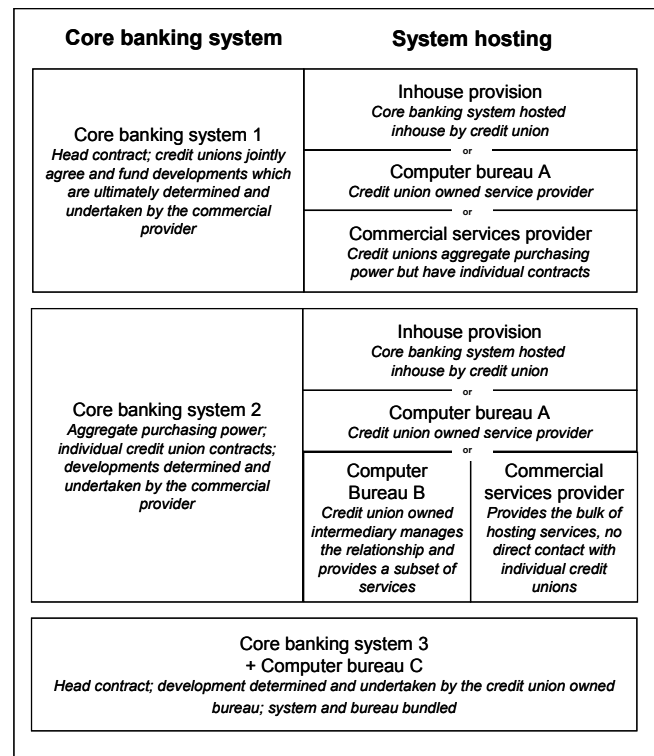 Core banking system
System hosting
Core banking system 1
Head contract; credit unions jointly
agree and fund developments which
are ultimately determined and
undertaken by the commercial
provider
Inhouse provision
Core banking system hosted
inhouse by credit union
or
Computer bureau A
Credit union owned service provider
or
Commercial services provider
Credit unions aggregate purchasing
power but have individual contracts
Core banking system 2
Aggregate purchasing power;
individual credit union contracts;
developments determined and
undertaken by the commercial
provider
Inhouse provision
Core banking system hosted
inhouse by credit union
or
Computer bureau A
Credit union owned service provider
or
Computer
Bureau B
Credit union owned
intermediary manages
the relationship and
provides a subset of
services
Commercial
services provider
Provides the bulk of
hosting services, no
direct contact with
individual credit
unions
Core banking system 3
+ Computer bureau C
Head contract; development determined and undertaken by the credit union owned
bureau; system and bureau bundled